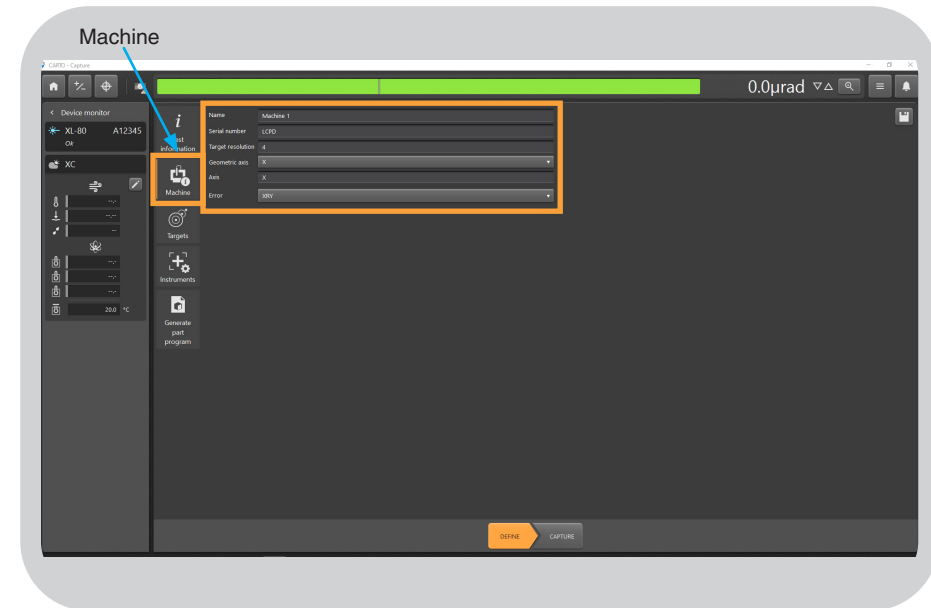 Machine
CARTO - Capture
0.0µrad
Device monitor
XL-80 A12345
Ok
XC
--.-
--.--
--
--.-
--.-
--.-
20.0 °C
information
Machine
Targets
Instruments
Generate
part
program
Name Machine 1
Serial number LCPD
Target resolution 4
Geometric axis X
Axis X
Error XRY
DEFINE CAPTURE